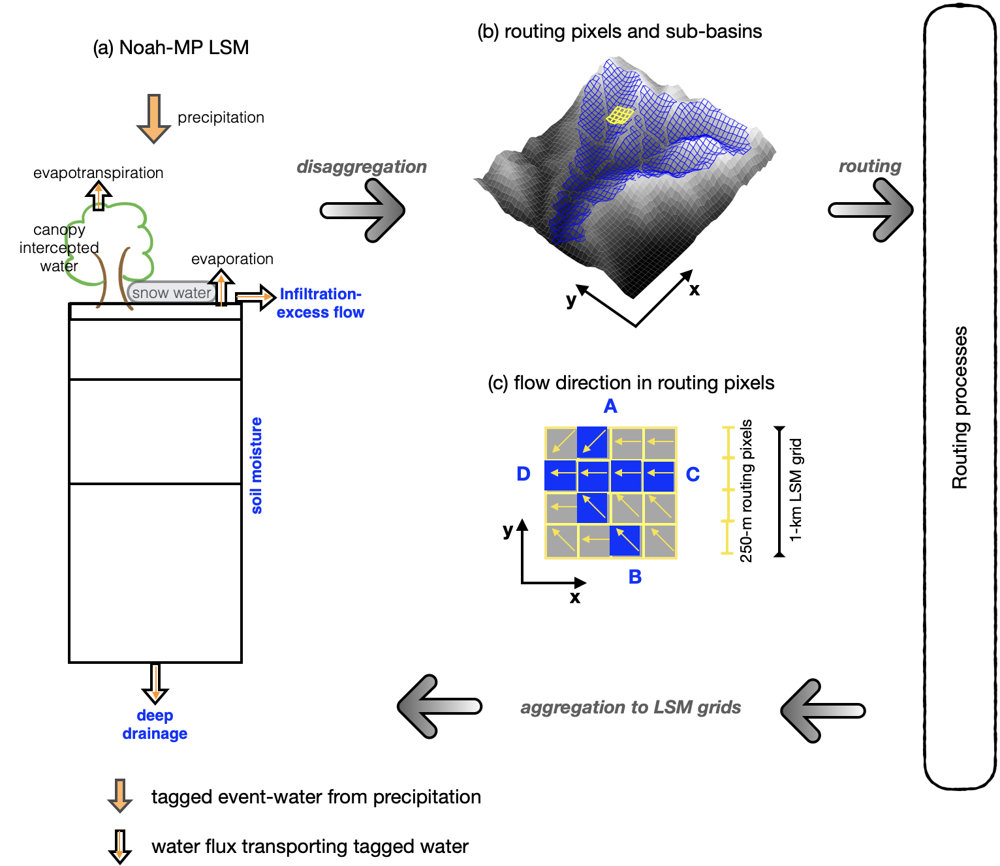 (a) Noah-MP LSM
precipitation
evapotranspiration
canopy
intercepted
water
evaporation
snow water
Infiltration-
excess flow
soil moisture
deep
drainage
disaggregation
(b) routing pixels and sub-basins
y
x
routing
(c) flow direction in routing pixels
A
D
C
B
y
x
250-m routing pixels
1-km LSM grid
Routing processes
aggregation to LSM grids
tagged event-water from precipitation
water flux transporting tagged water